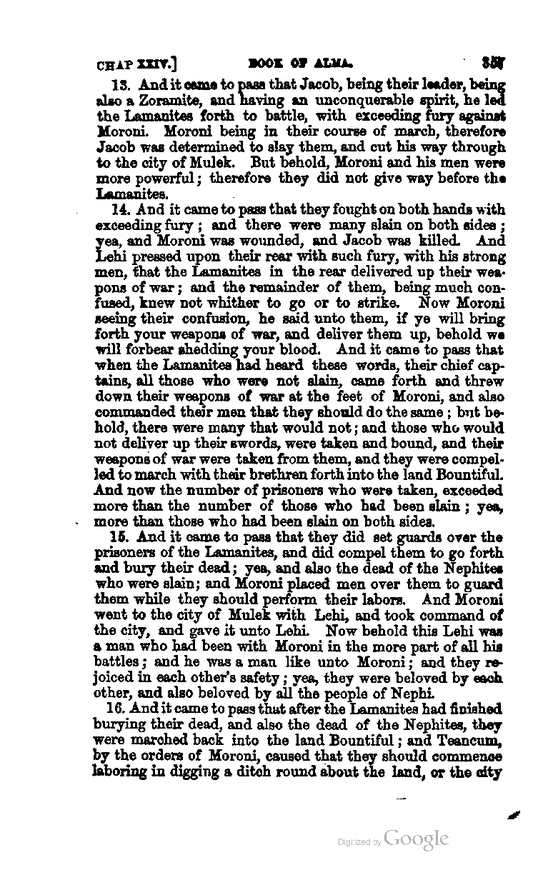 CHAP XXIV.] BOOK OF ALMA. 357
13. And it came to pass that Jacob, being their leader, being
also a Zoramite, and having an unconquerable spirit, he led
the Lamanites forth to battle, with exceeding fury against
Moroni. Moroni being in their course of march, therefore
Jacob was determined to slay them, and cut his way through
to the city of Mulek. But behold, Moroni and his men were
more powerful; therefore they did not give way before the
Lamanites.
14. And it came to pass that they fought on both hands with
exceeding fury; and there were many slain on both sides;
yea, and Moroni was wounded, and Jacob was killed. And
Lehi pressed upon their rear with such fury, with his strong
men, that the Lamanites in the rear delivered up their wea-
pons of war; and the remainder of them, being much con-
fused, knew not whither to go or to strike. Now Moroni
seeing their confusion, he said unto them, if ye will bring
forth your weapons of war, and deliver them up, behold we
will forbear shedding your blood. And it came to pass that
when the Lamanites had heard these words, their chief cap-
tains, all those who were not slain, came forth and threw
down their weapons of war at the feet of Moroni, and also
commanded their men that they should do the same; but be-
hold, there were many that would not; and those who would
not deliver up their swords, were taken and bound, and their
weapons of war were taken from them, and they were compel-
led to march with their brethren forth into the land Bountiful.
And now the number of prisoners who were taken, exceeded
more than the number of those who had been slain; yea,
more than those who had been slain on both sides.
15. And it came to pass that they did set guards over the
prisoners of the Lamanites, and did compel them to go forth
and bury their dead; yea, and also the dead of the Nephites
who were slain; and Moroni placed men over them to guard
them while they should perform their labors. And Moroni
went to the city of Mulek with Lehi, and took command of
the city, and gave it unto Lehi. Now behold this Lehi was
a man who had been with Moroni in the more part of all his
battles; and he was a man like unto Moroni; and they re-
joiced in each other's safety; yea, they were beloved by each
other, and also beloved by all the people of Nephi.
16. And it came to pass that after the Lamanites had finished
burying their dead, and also the dead of the Nephites, they
were marched back into the land Bountiful; and Teancum,
by the orders of Moroni, caused that they should commence
laboring in digging a ditch round about the land, or the city
Digitized by Google